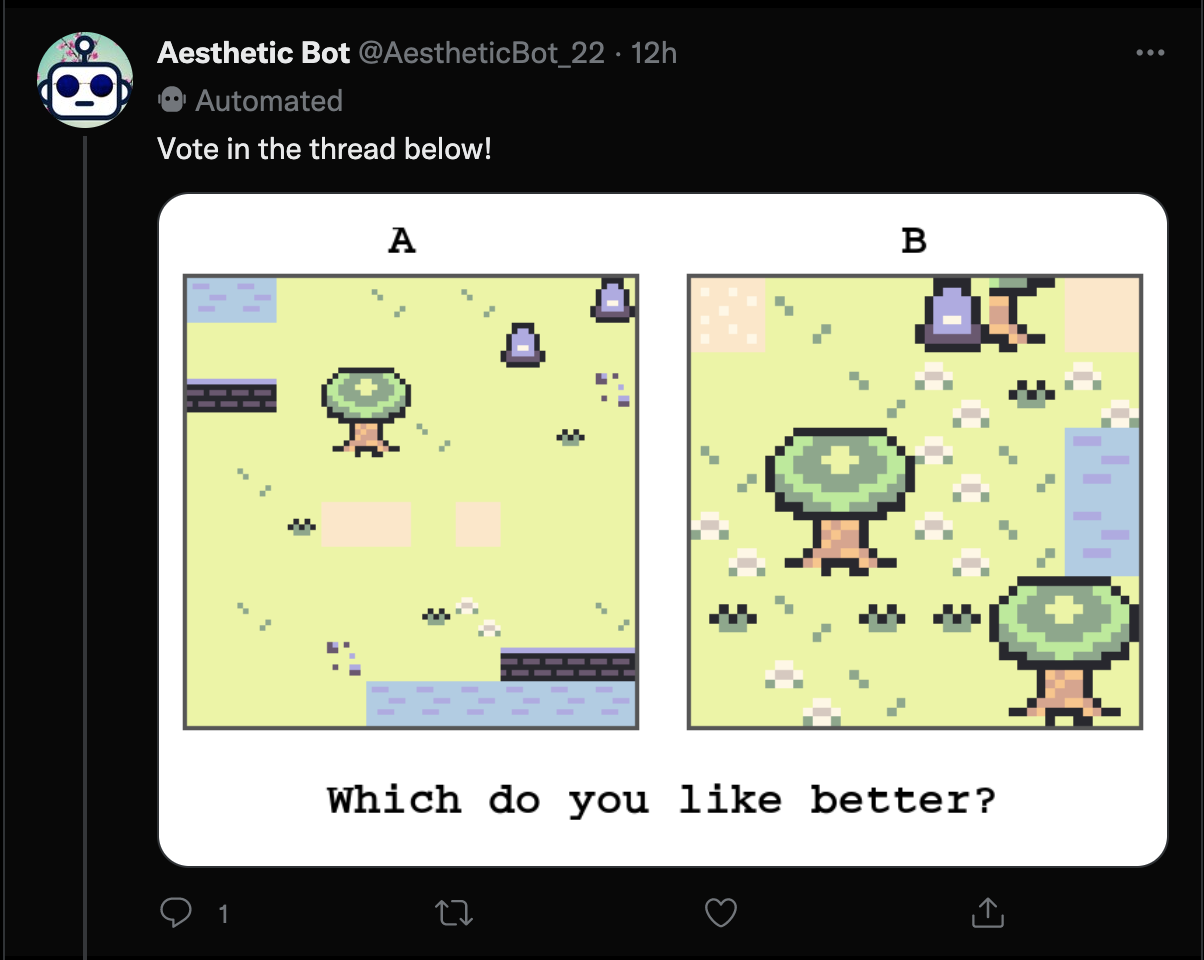 Aesthetic Bot @AestheticBot_22 · 12h
Automated
Vote in the thread below!
A B
Which do you like better?
1